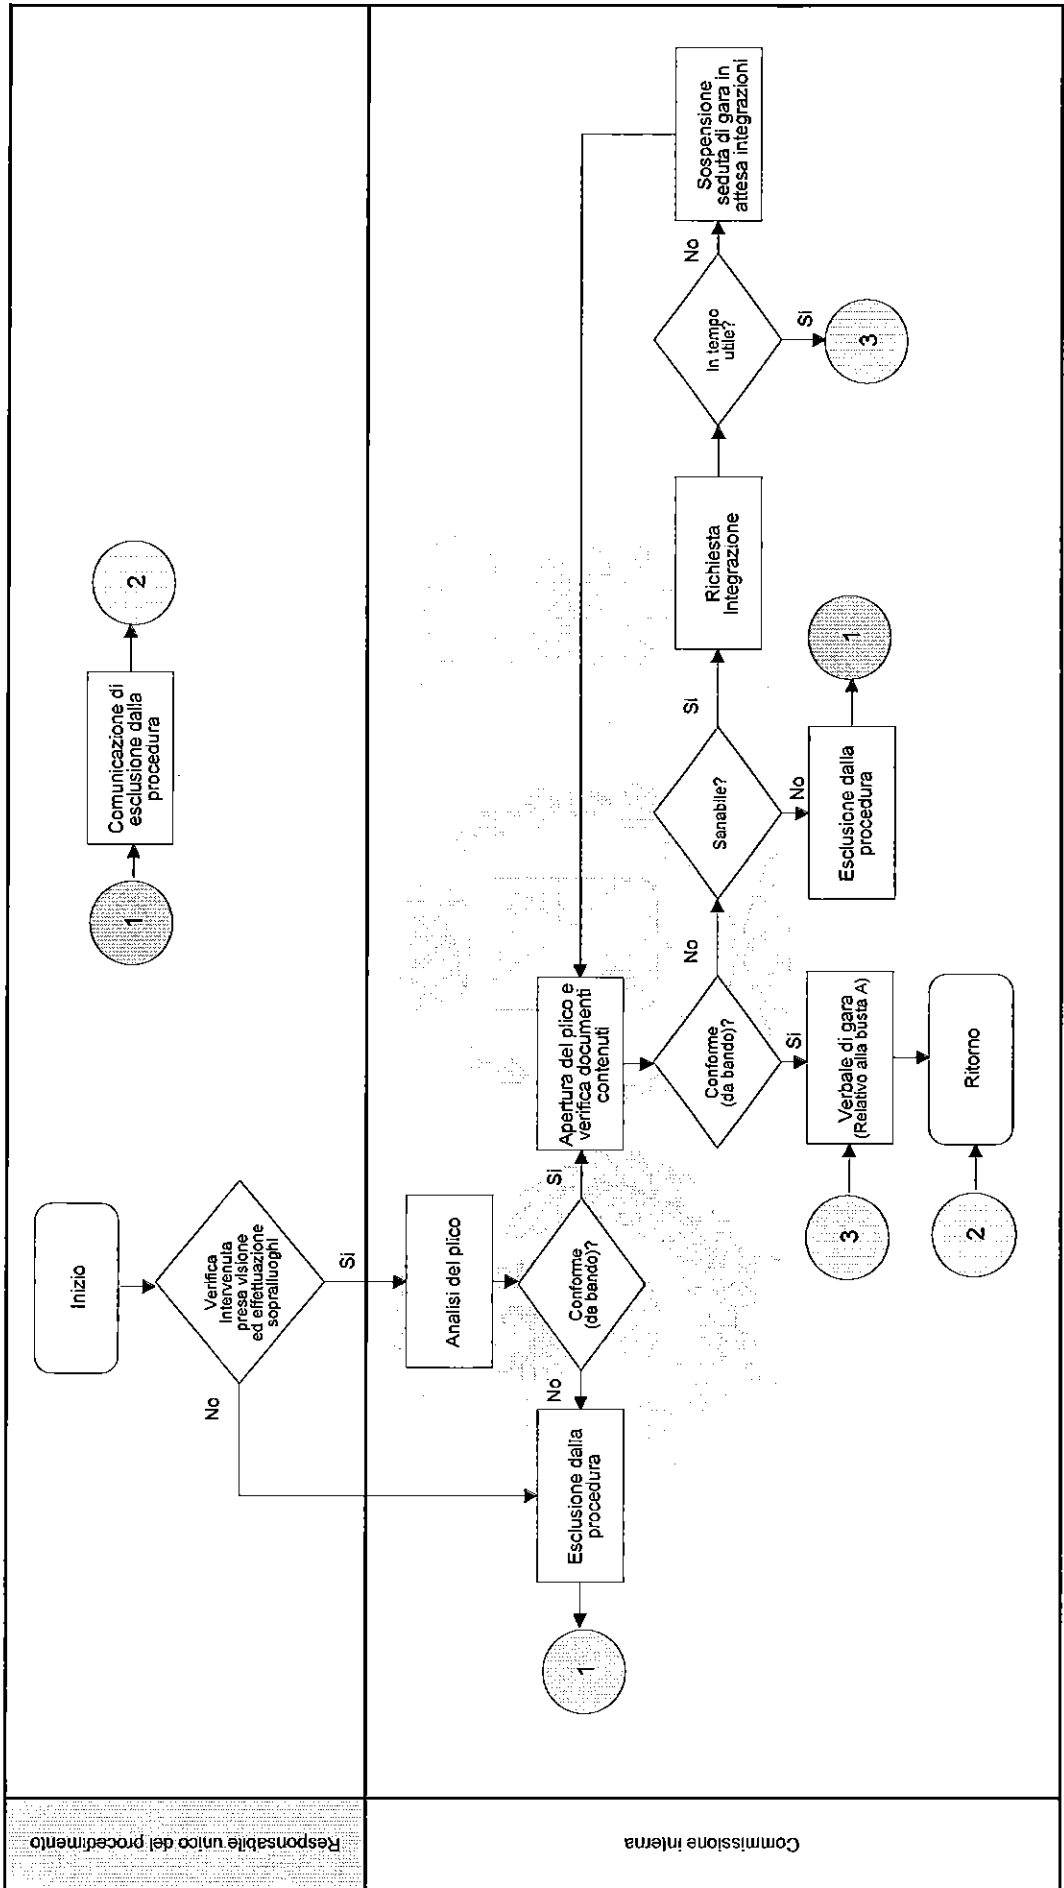 Responsabile unico del procedimento
Inizio
Verifica
Intervenuta
presa visione
ed effettuazione
sopralluoghi
No
Si
1
Comunicazione di
esclusione dalla
procedura
2
Commissione interna
Analisi del plico
Conforme
(da bando)?
No
Si
Esclusione dalla
procedura
1
Apertura del plico e
verifica documenti
contenuti
Conforme
(da bando)?
No
Si
Sanabile?
Si
No
Richiesta
Integrazione
In tempo
utile?
No
Si
Sospensione
seduta di gara in
attesa integrazioni
3
Esclusione dalla
procedura
1
3
Verbale di gara
(Relativo alla busta A)
2
Ritorno